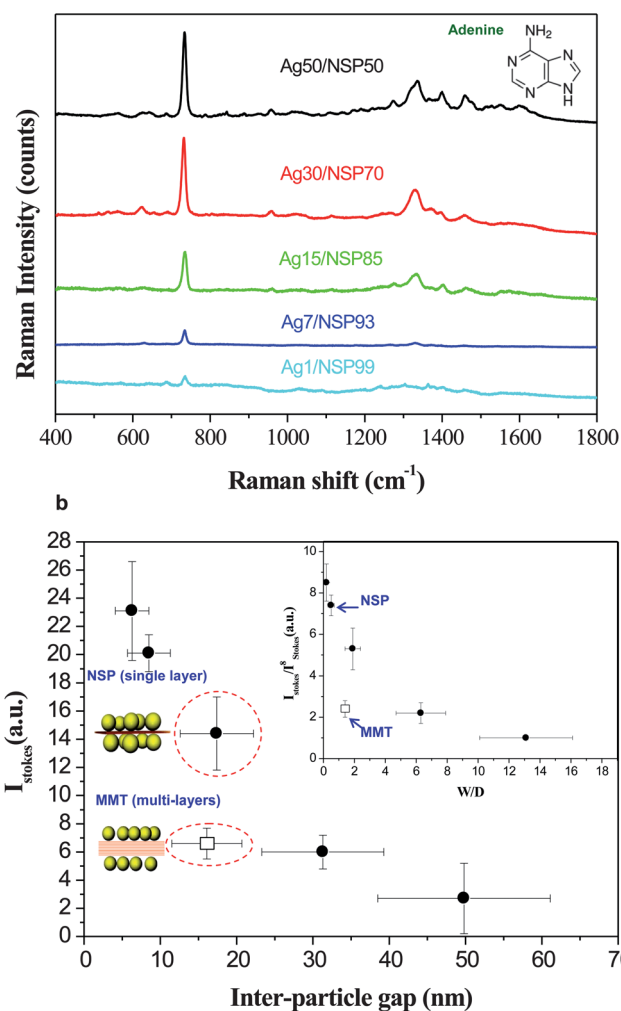 Adenine
NH₂
N
N
N
N
H
Ag50/NSP50
Ag30/NSP70
Ag15/NSP85
Ag7/NSP93
Ag1/NSP99
Raman Intensity (counts)
400 600 800 1000 1200 1400 1600 1800
Raman shift (cm⁻¹)
b
28
26
24
22
20
18
16
14
12
10
8
6
4
2
0
I_stokes(a.u.)
NSP (single layer)
MMT (multi-layers)
10
8
6
4
2
0
I_stokes/I⁸_Stokes(a.u.)
NSP
MMT
0 2 4 6 8 10 12 14 16 18
W/D
0 10 20 30 40 50 60 70
Inter-particle gap (nm)